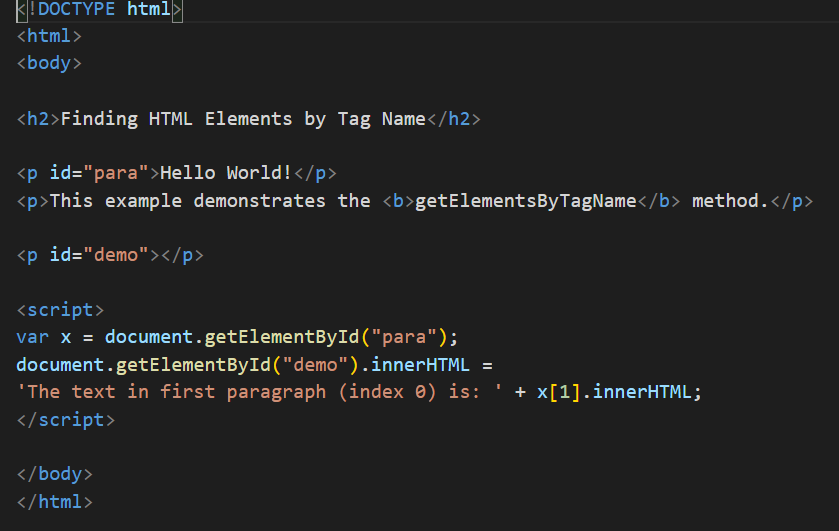 <!DOCTYPE html>
<html>
<body>
<h2>Finding HTML Elements by Tag Name</h2>
<p id="para">Hello World!</p>
<p>This example demonstrates the <b>getElementsByTagName</b> method.</p>
<p id="demo"></p>
<script>
var x = document.getElementById("para");
document.getElementById("demo").innerHTML =
'The text in first paragraph (index 0) is: ' + x[1].innerHTML;
</script>
</body>
</html>